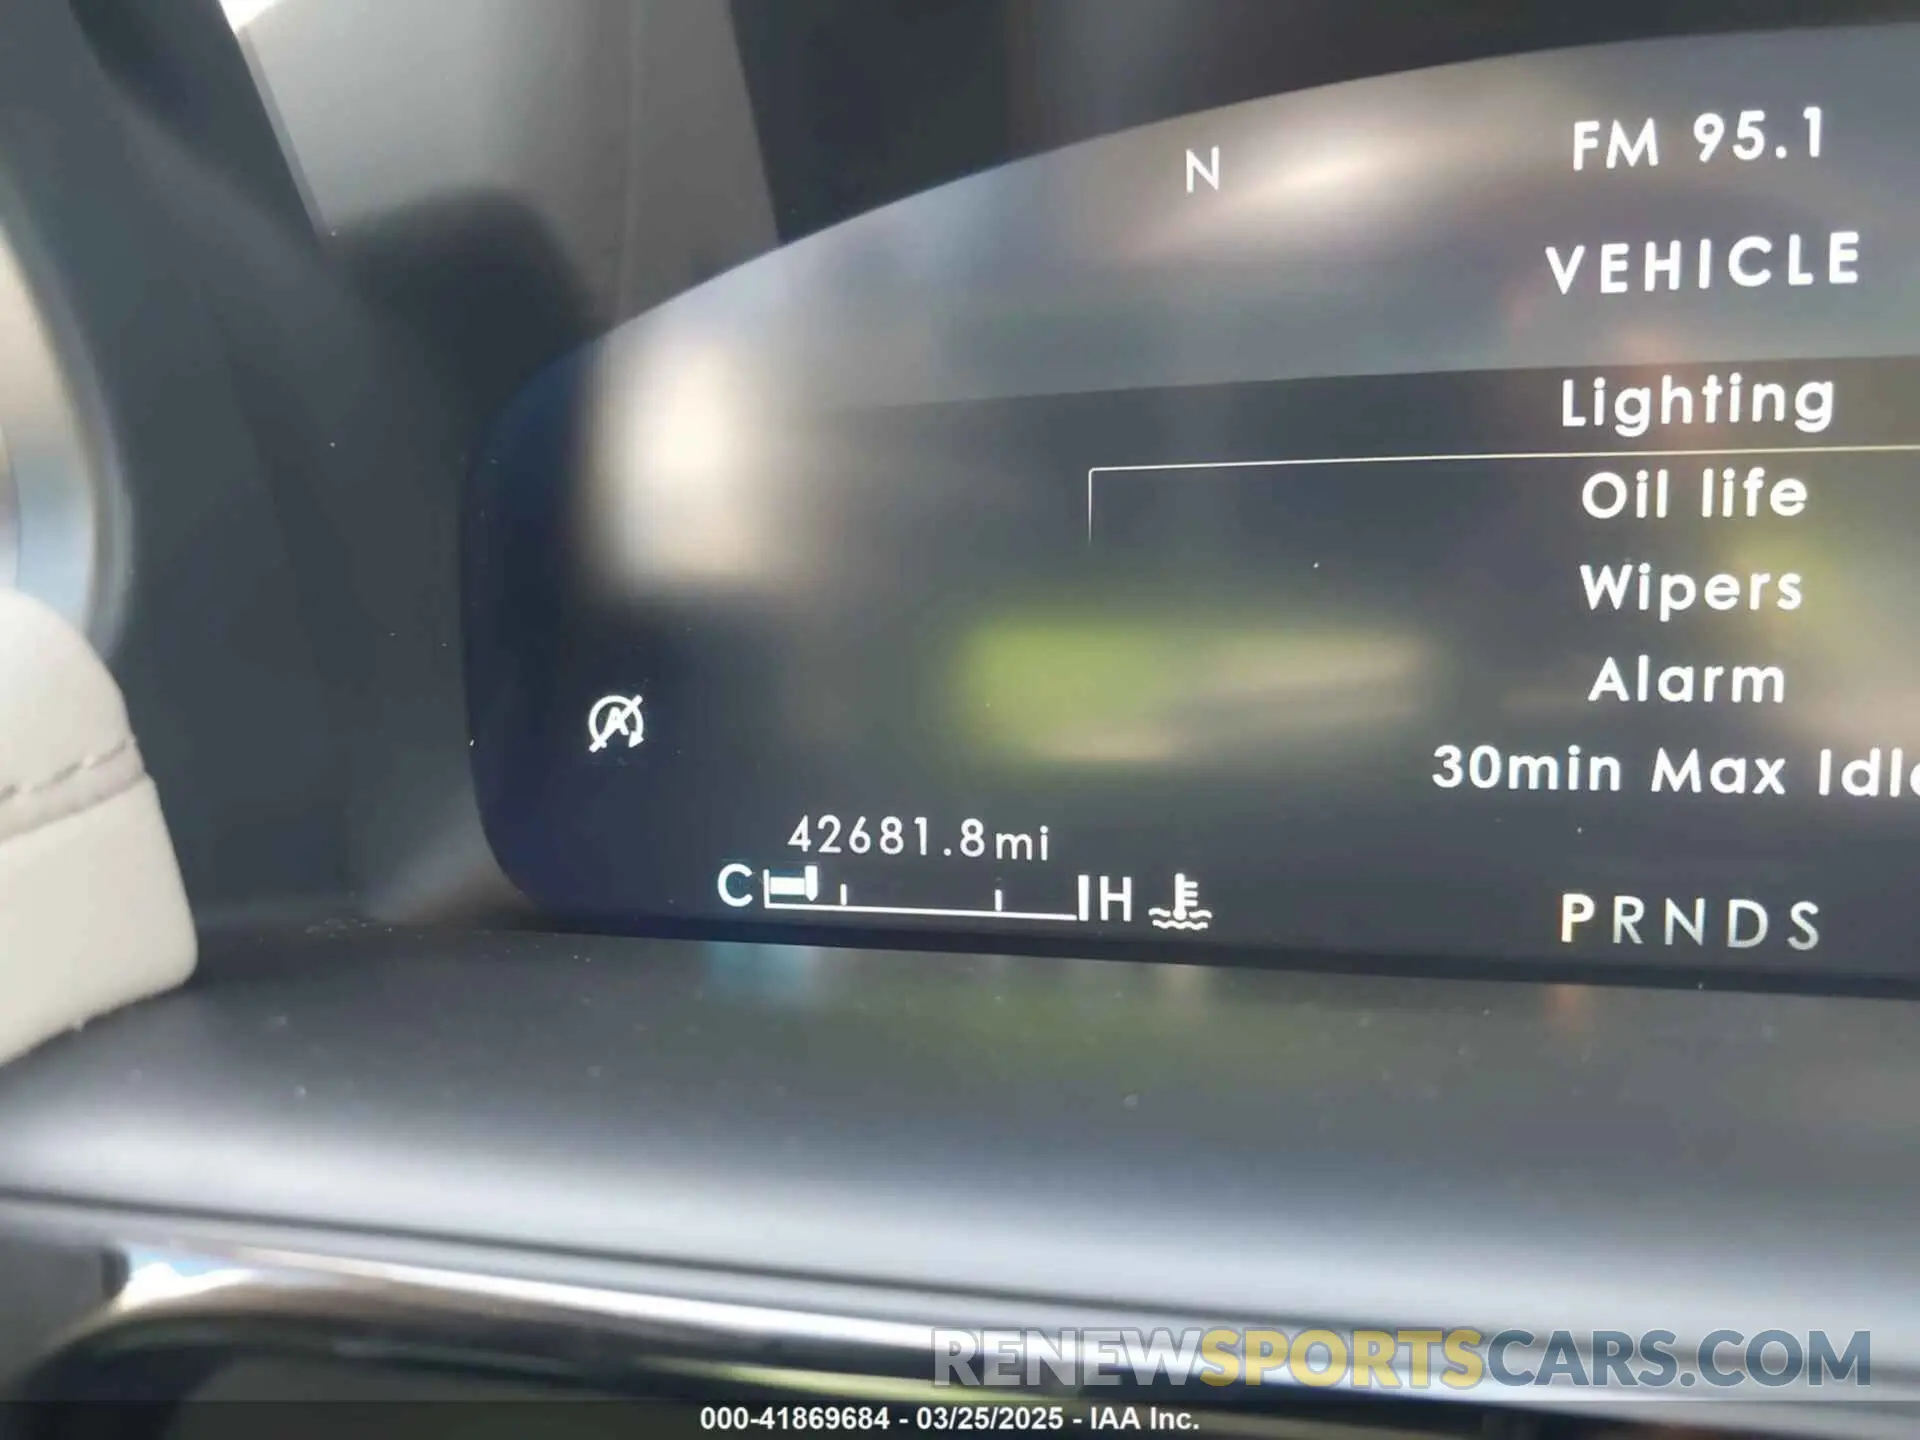 N
FM 95.1
VEHICLE
Lighting
Oil life
Wipers
Alarm
30min Max Idle
42681.8mi
C H
PRNDS
RENEWSPORTSCARS.COM
000-41869684 - 03/25/2025 - IAA Inc.